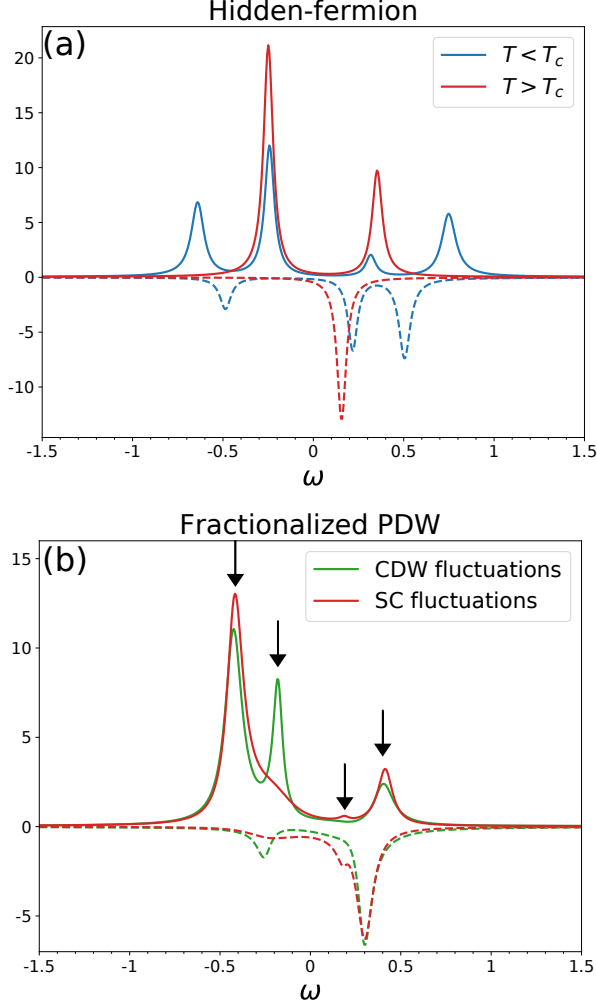 Hidden-fermion
(a)
T < Tc
T > Tc
20
15
10
5
0
-5
-10
-1.5 -1 -0.5 0 0.5 1 1.5
ω
Fractionalized PDW
(b)
CDW fluctuations
SC fluctuations
15
10
5
0
-5
-1.5 -1 -0.5 0 0.5 1 1.5
ω